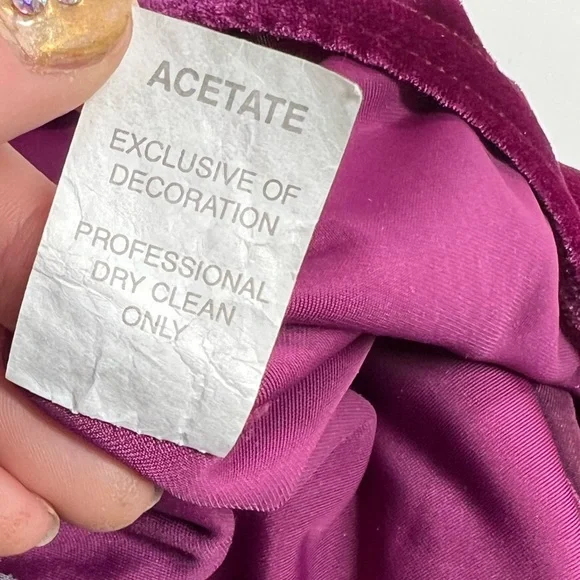 ACETATE
EXCLUSIVE OF
DECORATION
PROFESSIONAL
DRY CLEAN
ONLY